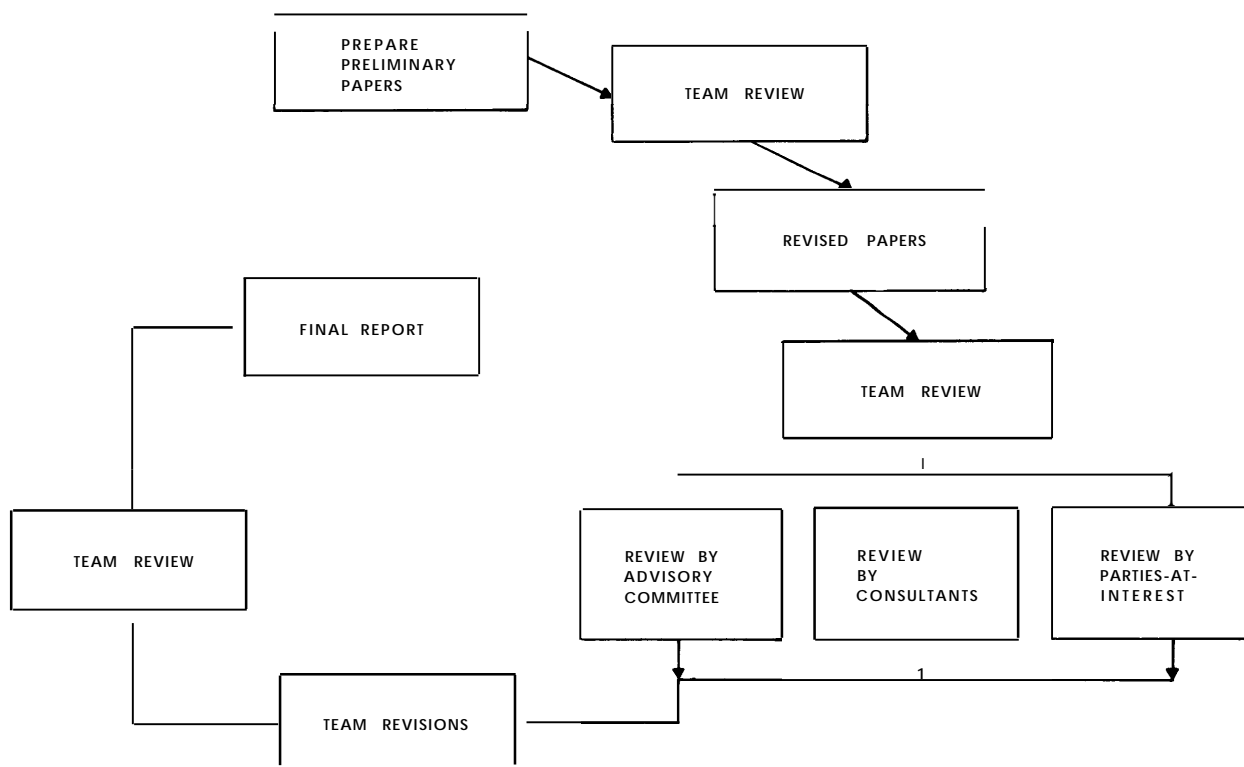 PREPARE
PRELIMINARY
PAPERS
TEAM REVIEW
REVISED PAPERS
FINAL REPORT
TEAM REVIEW
TEAM REVIEW
REVIEW BY
ADVISORY
COMMITTEE
REVIEW
BY
CONSULTANTS
REVIEW BY
PARTIES-AT-
INTEREST
TEAM REVISIONS